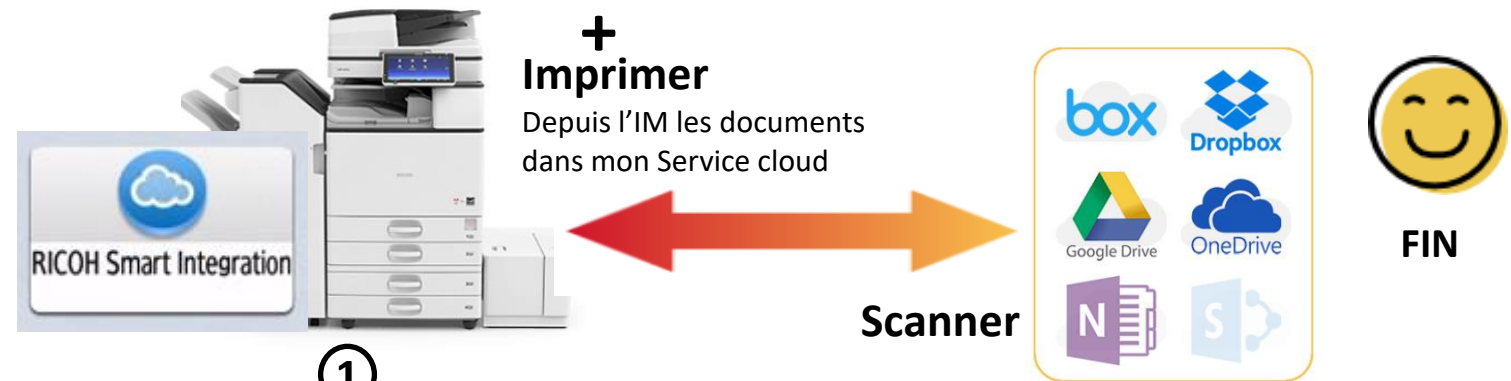 +
Imprimer
Depuis l’IM les documents
dans mon Service cloud
RICOH Smart Integration
box
Dropbox
Google Drive
OneDrive
N
S
Scanner
FIN
1